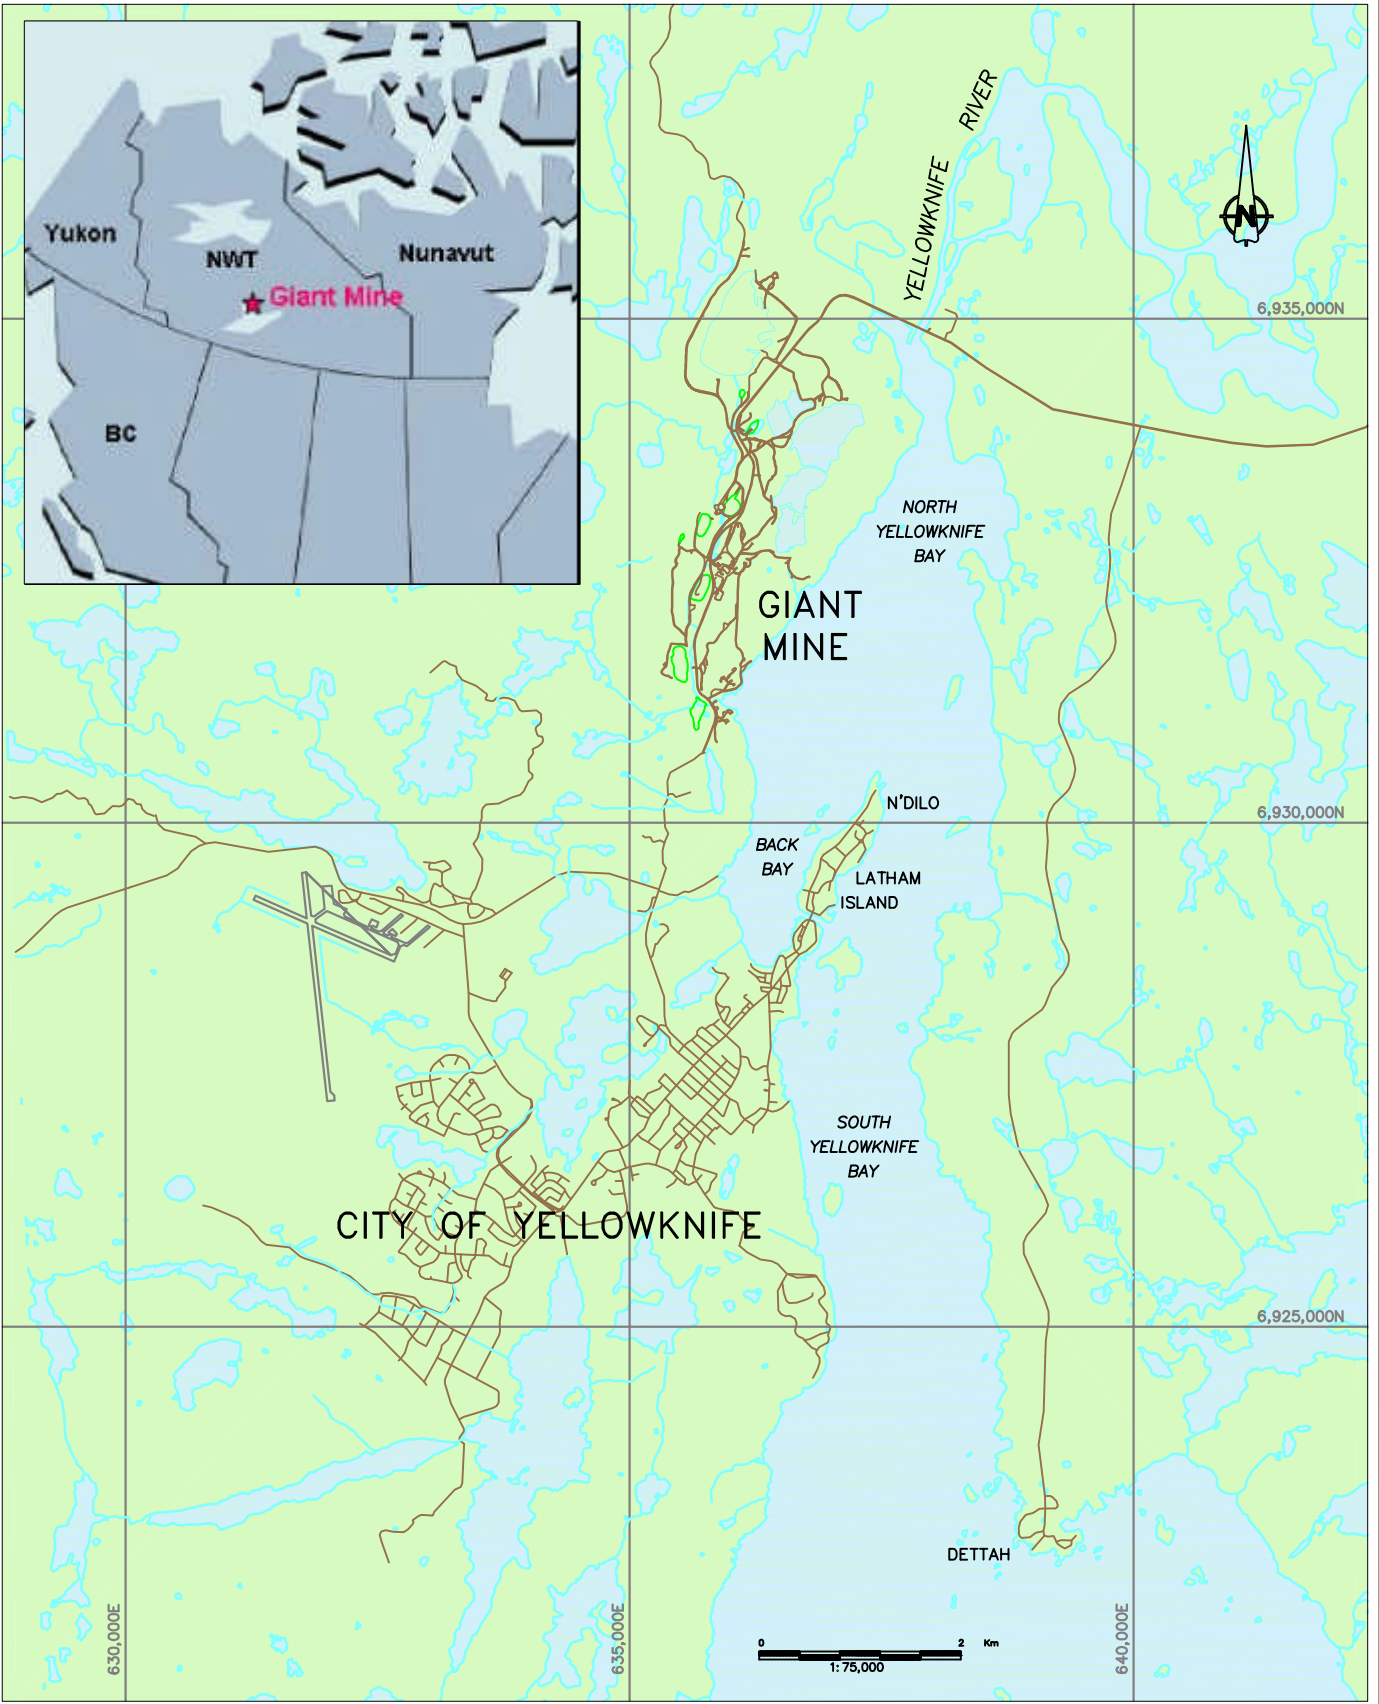 Yukon
NWT
Nunavut
Giant Mine
BC
YELLOWKNIFE RIVER
N
6,935,000N
NORTH
YELLOWKNIFE
BAY
GIANT
MINE
N'DILO
6,930,000N
BACK
BAY
LATHAM
ISLAND
SOUTH
YELLOWKNIFE
BAY
CITY OF YELLOWKNIFE
6,925,000N
DETTAH
630,000E
635,000E
640,000E
0 2 Km
1:75,000